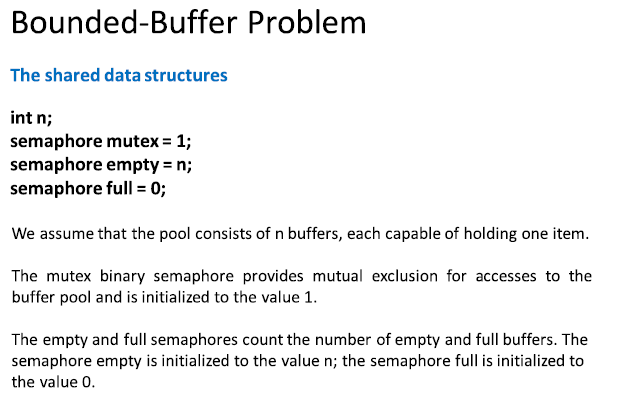 Bounded-Buffer Problem
The shared data structures
int n;
semaphore mutex = 1;
semaphore empty = n;
semaphore full = 0;
We assume that the pool consists of n buffers, each capable of holding one item.
The mutex binary semaphore provides mutual exclusion for accesses to the
buffer pool and is initialized to the value 1.
The empty and full semaphores count the number of empty and full buffers. The
semaphore empty is initialized to the value n; the semaphore full is initialized to
the value 0.